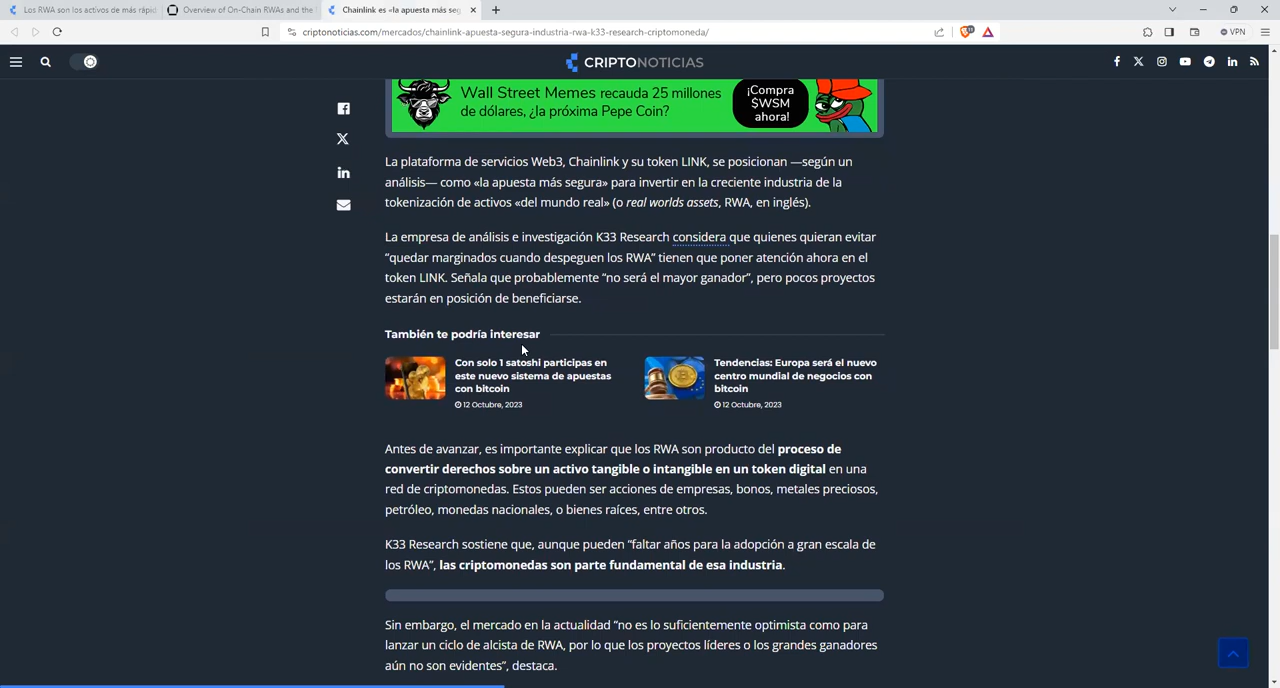 Los RWA son los activos de más rápid
Overview of On-Chain RWAs and the
Chainlink es «la apuesta más seg
criptonoticias.com/mercados/chainlink-apuesta-segura-industria-rwa-k33-research-criptomoneda/
VPN
CRIPTONOTICIAS
Wall Street Memes recauda 25 millones
de dólares, ¿la próxima Pepe Coin?
¡Compra
$WSM
ahora!
La plataforma de servicios Web3, Chainlink y su token LINK, se posicionan —según un
análisis— como «la apuesta más segura» para invertir en la creciente industria de la
tokenización de activos «del mundo real» (o real worlds assets, RWA, en inglés).
La empresa de análisis e investigación K33 Research considera que quienes quieran evitar
“quedar marginados cuando despeguen los RWA” tienen que poner atención ahora en el
token LINK. Señala que probablemente “no será el mayor ganador”, pero pocos proyectos
estarán en posición de beneficiarse.
También te podría interesar
Con solo 1 satoshi participas en
este nuevo sistema de apuestas
con bitcoin
12 Octubre, 2023
Tendencias: Europa será el nuevo
centro mundial de negocios con
bitcoin
12 Octubre, 2023
Antes de avanzar, es importante explicar que los RWA son producto del proceso de
convertir derechos sobre un activo tangible o intangible en un token digital en una
red de criptomonedas. Estos pueden ser acciones de empresas, bonos, metales preciosos,
petróleo, monedas nacionales, o bienes raíces, entre otros.
K33 Research sostiene que, aunque pueden “faltar años para la adopción a gran escala de
los RWA”, las criptomonedas son parte fundamental de esa industria.
Sin embargo, el mercado en la actualidad “no es lo suficientemente optimista como para
lanzar un ciclo de alcista de RWA, por lo que los proyectos líderes o los grandes ganadores
aún no son evidentes”, destaca.